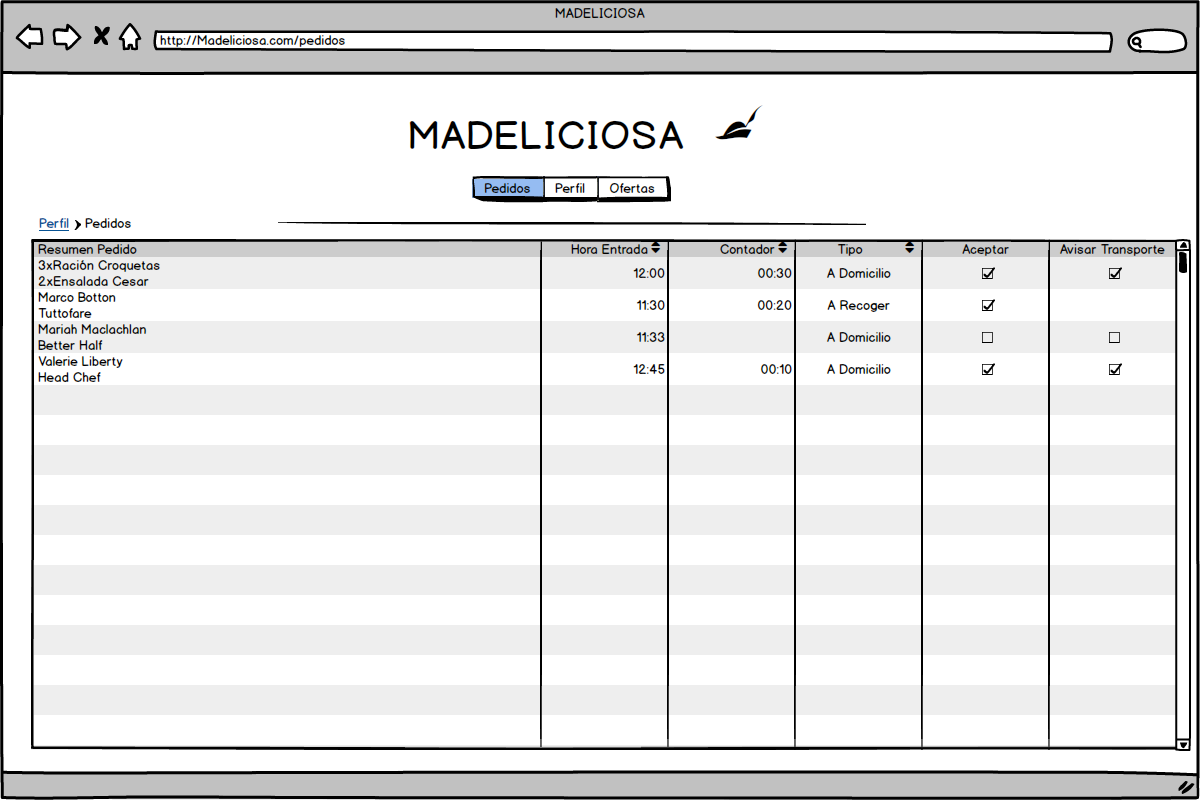 MADELICIOSA
http://Madeliciosa.com/pedidos
MADELICIOSA
Pedidos Perfil Ofertas
Perfil Pedidos
Resumen Pedido Hora Entrada Contador Tipo Aceptar Avisar Transporte
3xRación Croquetas
2xEnsalada Cesar 12:00 00:30 A Domicilio
Marco Botton
Tuttofare 11:30 00:20 A Recoger
Mariah Maclachlan
Better Half 11:33 A Domicilio
Valerie Liberty
Head Chef 12:45 00:10 A Domicilio